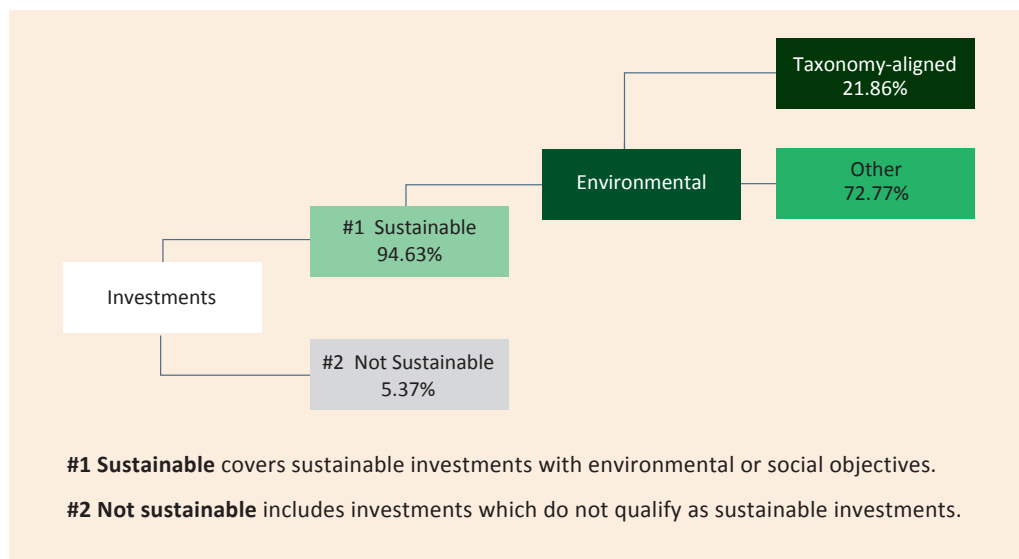 Taxonomy-aligned
21.86%
Environmental
Other
72.77%
#1 Sustainable
94.63%
Investments
#2 Not Sustainable
5.37%
#1 Sustainable covers sustainable investments with environmental or social objectives.
#2 Not sustainable includes investments which do not qualify as sustainable investments.